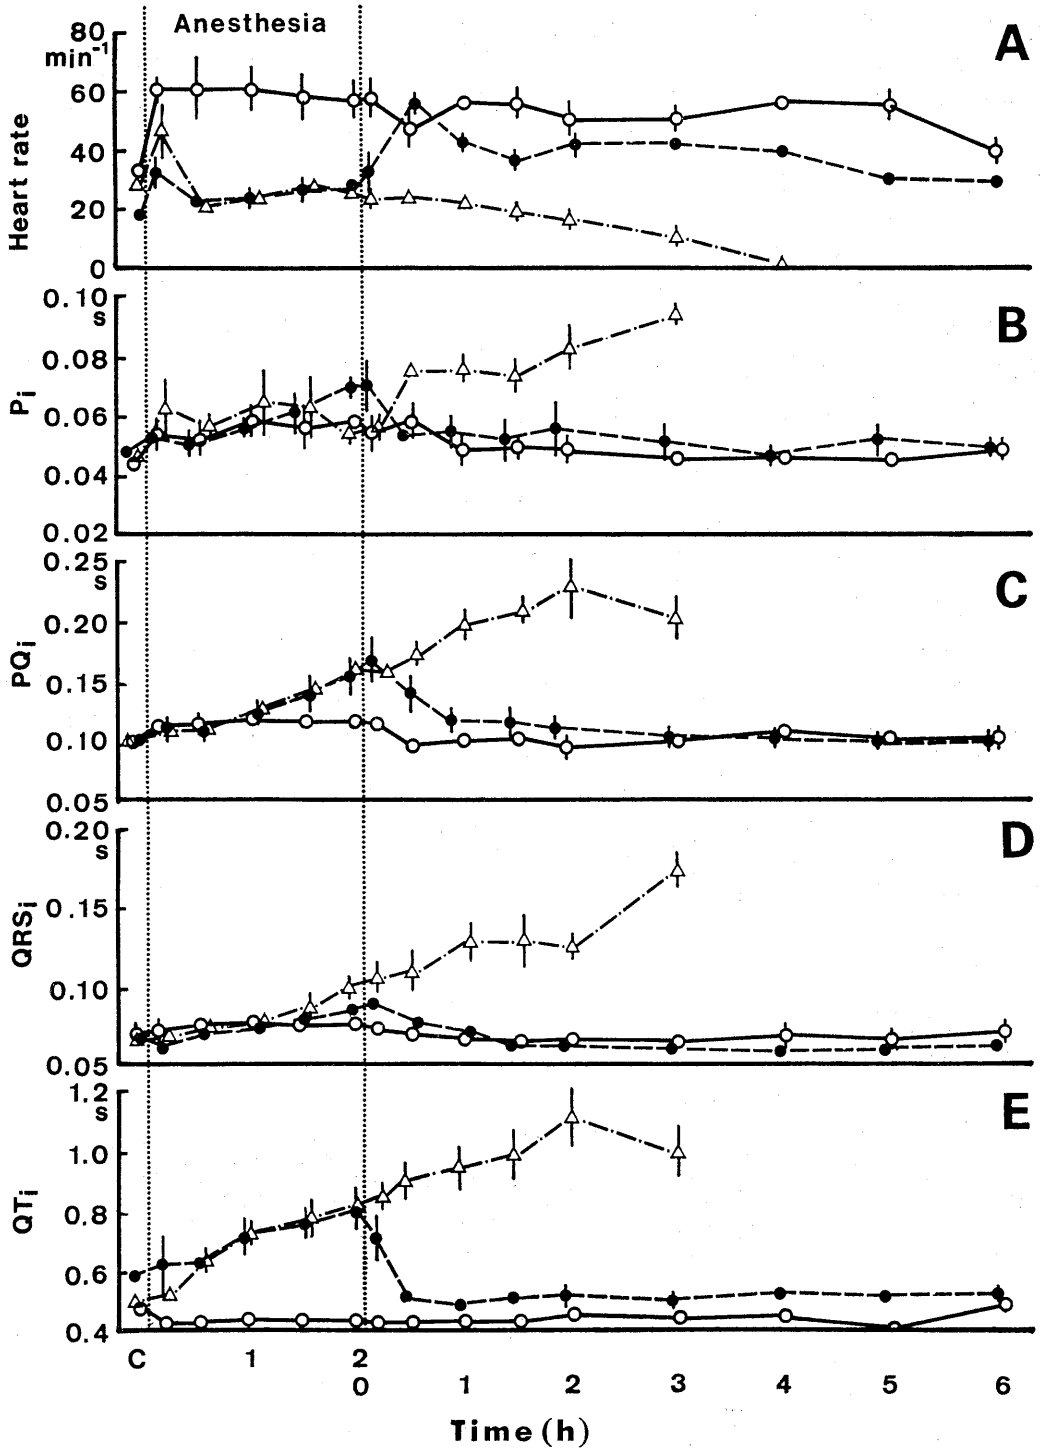 Anesthesia
A
80
min⁻¹
60
40
20
0
Heart rate
B
0.10
s
0.08
0.06
0.04
0.02
Pi
C
0.25
s
0.20
0.15
0.10
0.05
PQi
D
0.20
s
0.15
0.10
0.05
QRSi
E
1.2
s
1.0
0.8
0.6
0.4
QTi
C 1 2
0 1 2 3 4 5 6
Time (h)